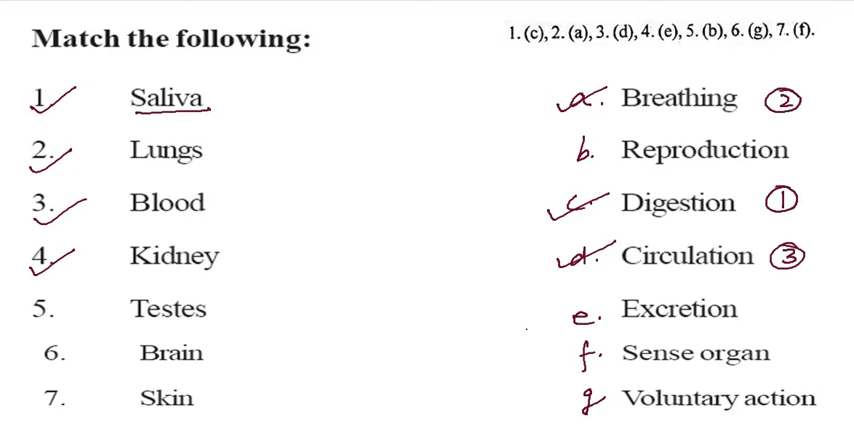 Match the following: 1. (c), 2. (a), 3. (d), 4. (e), 5. (b), 6. (g), 7. (f).
1. Saliva a. Breathing ②
2. Lungs b. Reproduction
3. Blood c. Digestion ①
4. Kidney d. Circulation ③
5. Testes e. Excretion
6. Brain f. Sense organ
7. Skin g Voluntary action